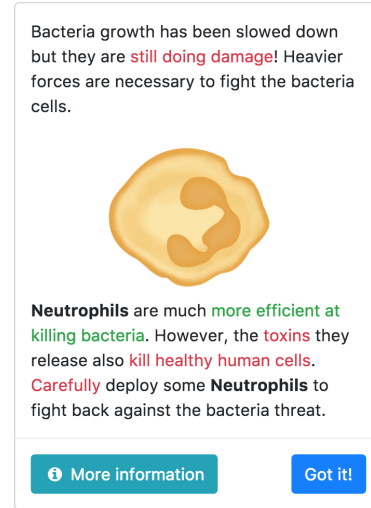 Bacteria growth has been slowed down
but they are still doing damage! Heavier
forces are necessary to fight the bacteria
cells.
Neutrophils are much more efficient at
killing bacteria. However, the toxins they
release also kill healthy human cells.
Carefully deploy some Neutrophils to
fight back against the bacteria threat.
More information
Got it!